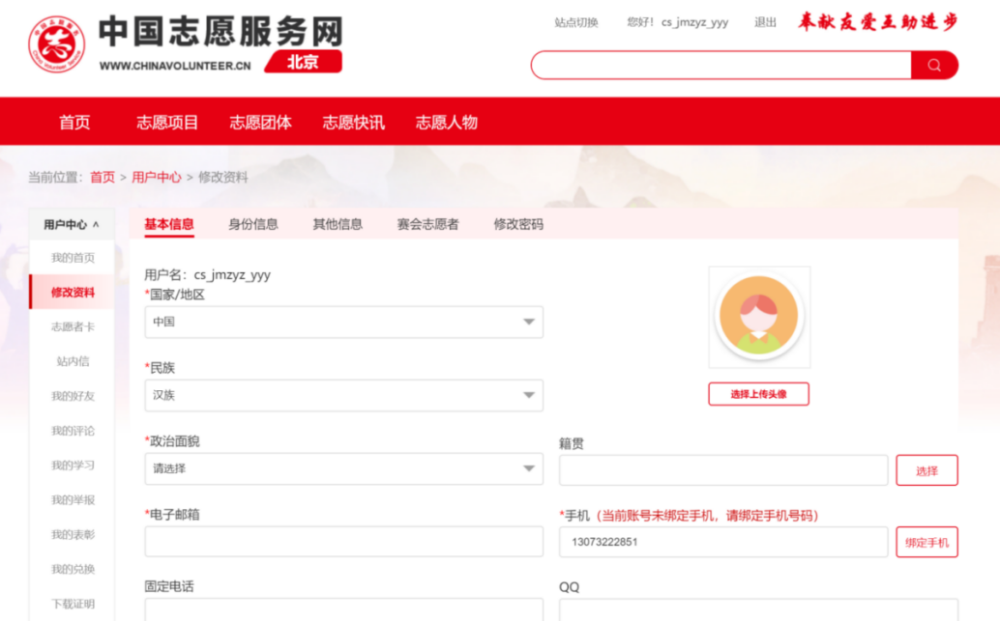 中国志愿服务网
WWW.CHINAVOLUNTEER.CN
北京
站点切换 您好！cs_jmzyz_yyy 退出 奉献友爱互助进步
首页 志愿项目 志愿团体 志愿快讯 志愿人物
当前位置：首页 > 用户中心 > 修改资料
用户中心
我的首页
修改资料
志愿者卡
站内信
我的好友
我的评论
我的学习
我的举报
我的表彰
我的兑换
下载证明
基本信息 身份信息 其他信息 赛会志愿者 修改密码
用户名：cs_jmzyz_yyy
*国家/地区
中国
*民族
汉族
选择上传头像
*政治面貌
请选择
籍贯
选择
*电子邮箱
*手机（当前账号未绑定手机，请绑定手机号码）
13073222851
绑定手机
固定电话
QQ